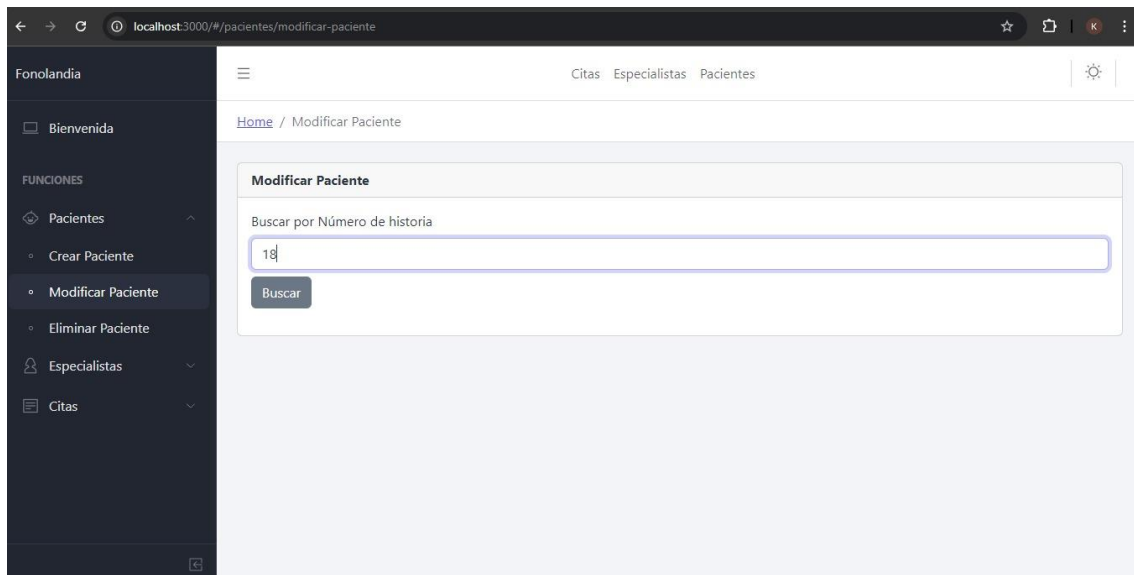 localhost:3000/#/pacientes/modificar-paciente
K
Fonolandia
Citas Especialistas Pacientes
Bienvenida
Home / Modificar Paciente
FUNCIONES
Modificar Paciente
Pacientes
Buscar por Número de historia
Crear Paciente
18
Modificar Paciente
Buscar
Eliminar Paciente
Especialistas
Citas